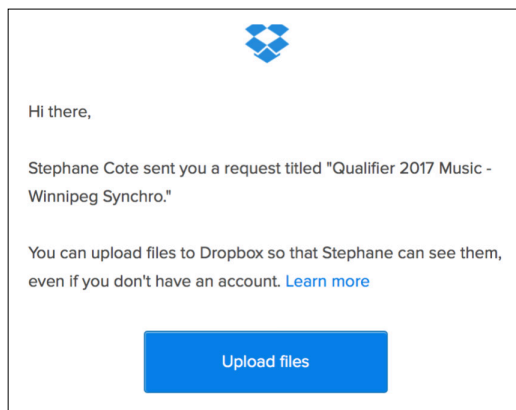 Hi there,
Stephane Cote sent you a request titled "Qualifier 2017 Music -
Winnipeg Synchro."
You can upload files to Dropbox so that Stephane can see them,
even if you don't have an account. Learn more
Upload files